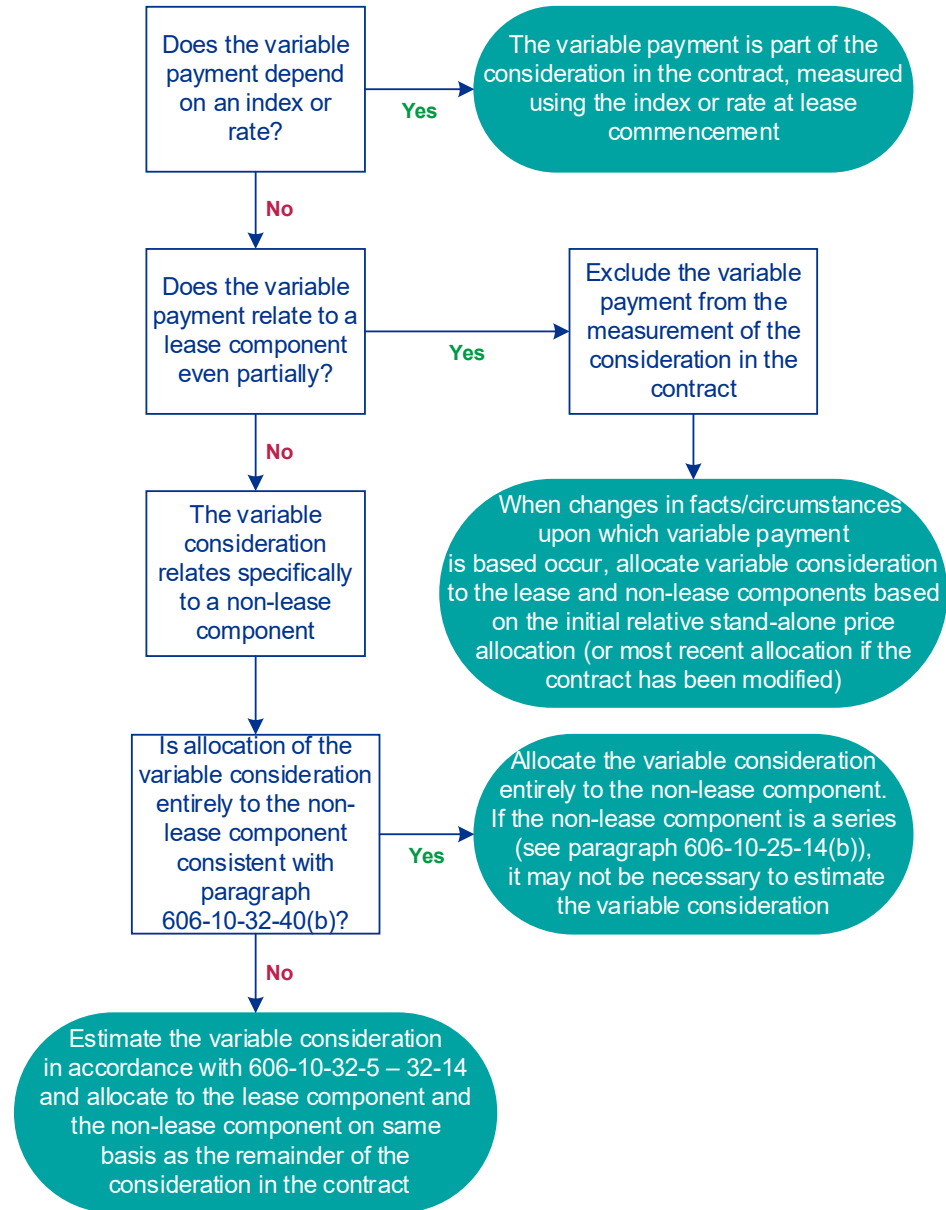 Does the variable
payment depend
on an index or
rate?
Yes
The variable payment is part of the
consideration in the contract, measured
using the index or rate at lease
commencement
No
Does the variable
payment relate to a
lease component
even partially?
Yes
Exclude the variable
payment from the
measurement of the
consideration in the
contract
No
When changes in facts/circumstances
upon which variable payment
is based occur, allocate variable consideration
to the lease and non-lease components based
on the initial relative stand-alone price
allocation (or most recent allocation if the
contract has been modified)
The variable
consideration
relates specifically
to a non-lease
component
Is allocation of the
variable consideration
entirely to the non-
lease component
consistent with
paragraph
606-10-32-40(b)?
Yes
Allocate the variable consideration
entirely to the non-lease component.
If the non-lease component is a series
(see paragraph 606-10-25-14(b)),
it may not be necessary to estimate
the variable consideration
No
Estimate the variable consideration
in accordance with 606-10-32-5 – 32-14
and allocate to the lease component and
the non-lease component on same
basis as the remainder of the
consideration in the contract